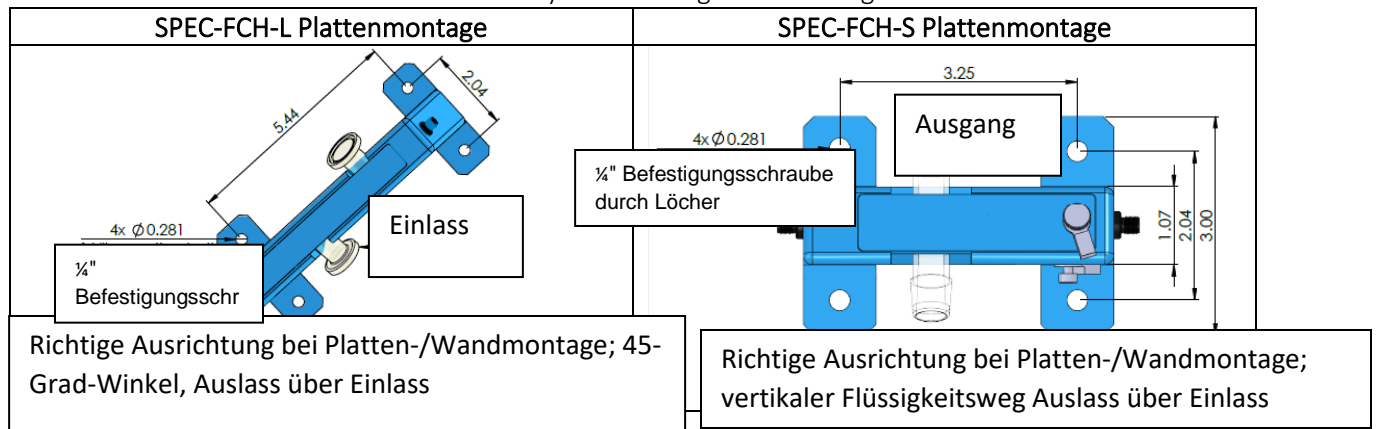 SPEC-FCH-L Plattenmontage
SPEC-FCH-S Plattenmontage
5.44
2.04
4x Ø0.281
Einlass
¼"
Befestigungsschr
Richtige Ausrichtung bei Platten-/Wandmontage; 45-
Grad-Winkel, Auslass über Einlass
3.25
Ausgang
4x Ø0.281
¼" Befestigungsschraube
durch Löcher
1.07
2.04
3.00
Richtige Ausrichtung bei Platten-/Wandmontage;
vertikaler Flüssigkeitsweg Auslass über Einlass